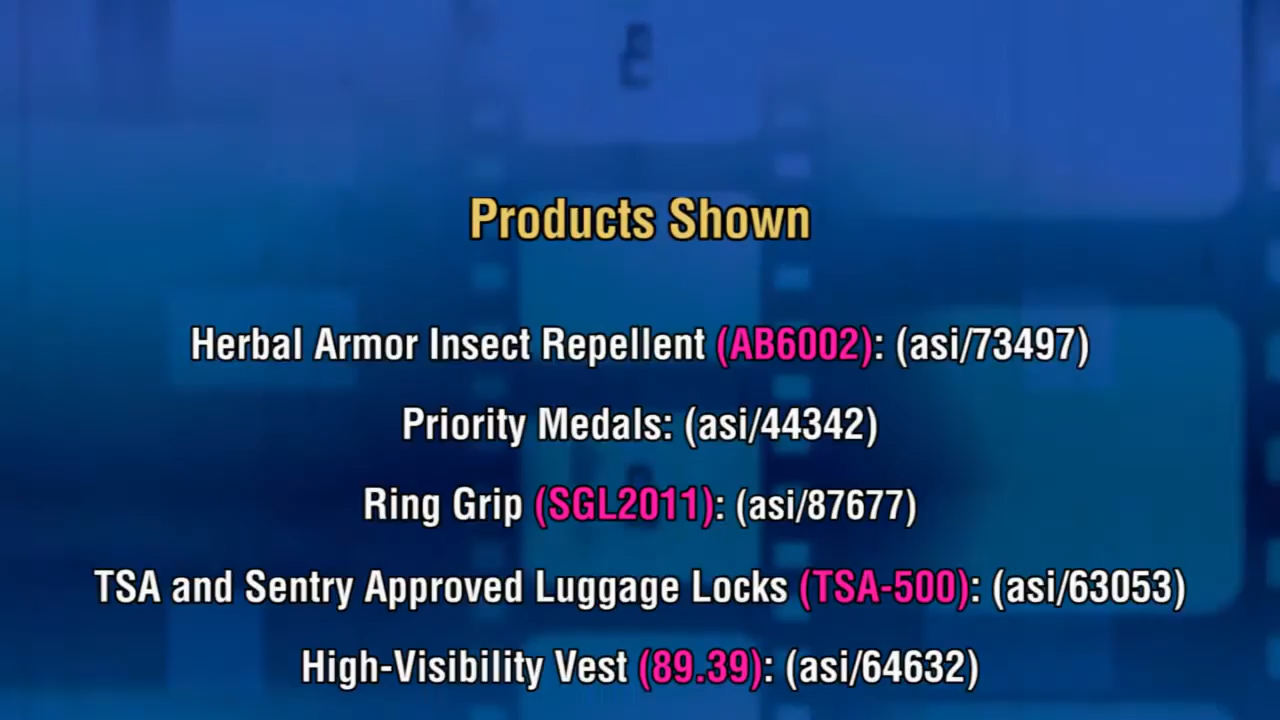 Products Shown
Herbal Armor Insect Repellent (AB6002): (asi/73497)
Priority Medals: (asi/44342)
Ring Grip (SGL2011): (asi/87677)
TSA and Sentry Approved Luggage Locks (TSA-500): (asi/63053)
High-Visibility Vest (89.39): (asi/64632)